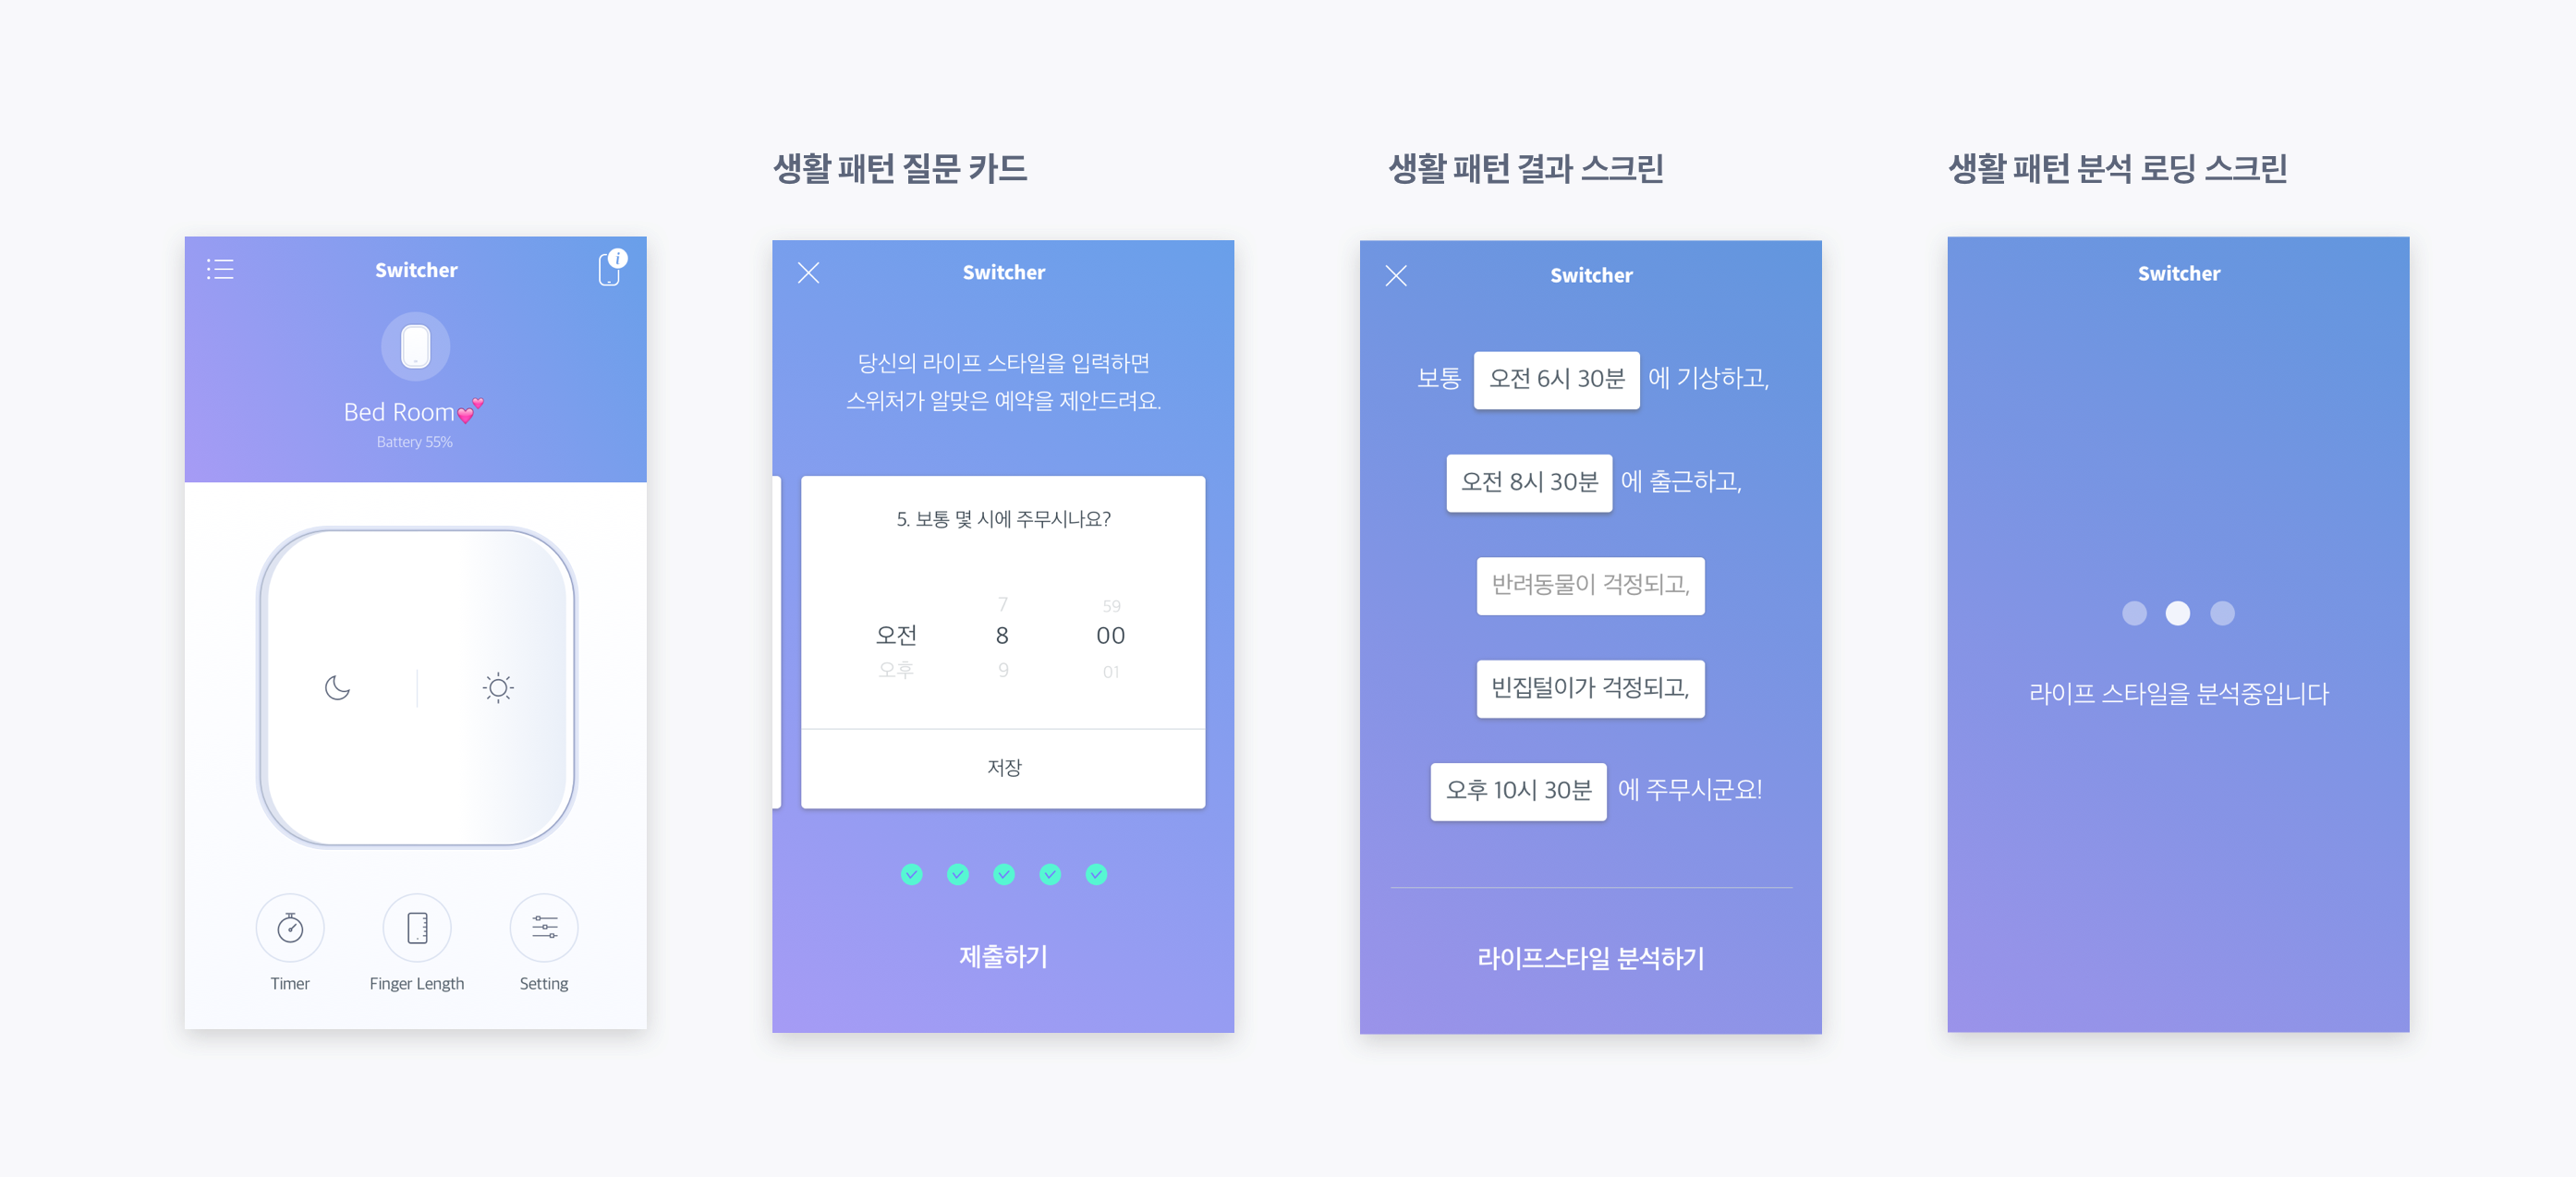 Switcher
Bed Room💕
Battery 55%
Timer
Finger Length
Setting
생활 패턴 질문 카드
Switcher
당신의 라이프 스타일을 입력하면
스위처가 알맞은 예약을 제안드려요.
5. 보통 몇 시에 주무시나요?
7 59
오전 8 00
오후 9 01
저장
제출하기
생활 패턴 결과 스크린
Switcher
보통 오전 6시 30분 에 기상하고,
오전 8시 30분 에 출근하고,
반려동물이 걱정되고,
빈집털이가 걱정되고,
오후 10시 30분 에 주무시군요!
라이프스타일 분석하기
생활 패턴 분석 로딩 스크린
Switcher
라이프 스타일을 분석중입니다